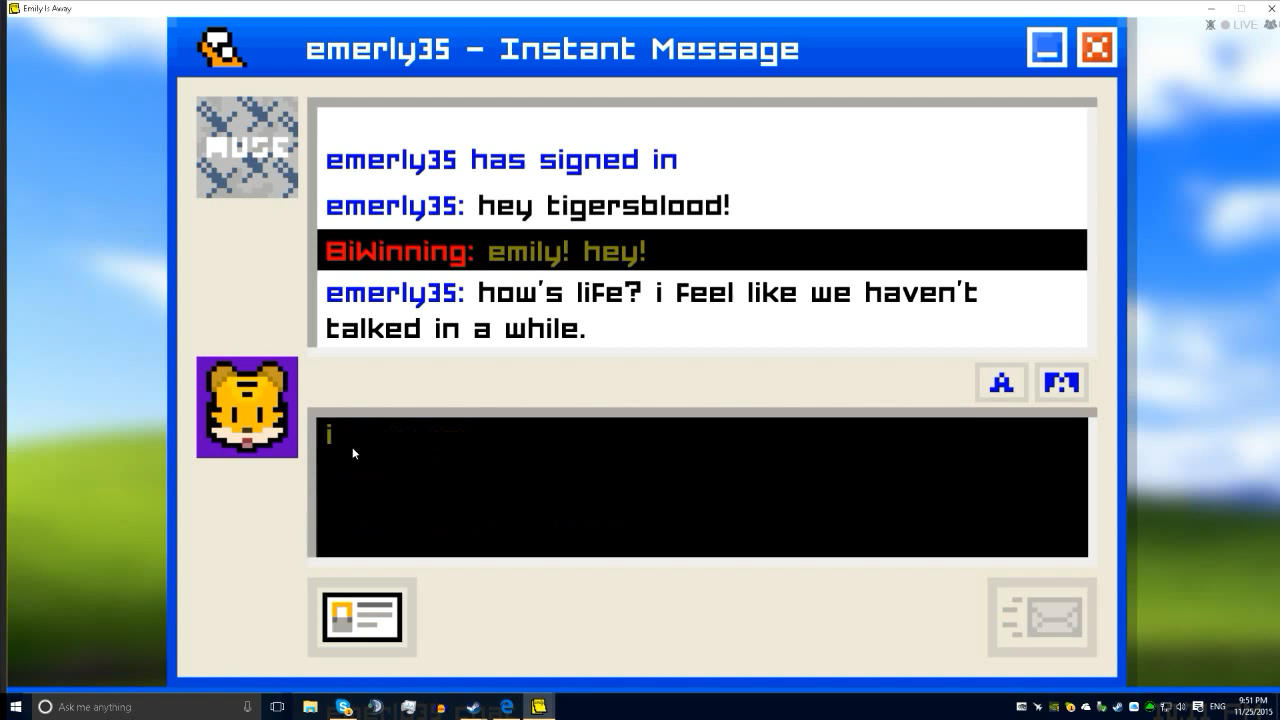 Emily Is Away
LIVE
emerly35 - Instant Message
MUSE
emerly35 has signed in
emerly35: hey tigersblood!
BiWinning: emily! hey!
emerly35: how's life? i feel like we haven't
talked in a while.
A
i
Ask me anything
ENG
9:51 PM
11/25/2015